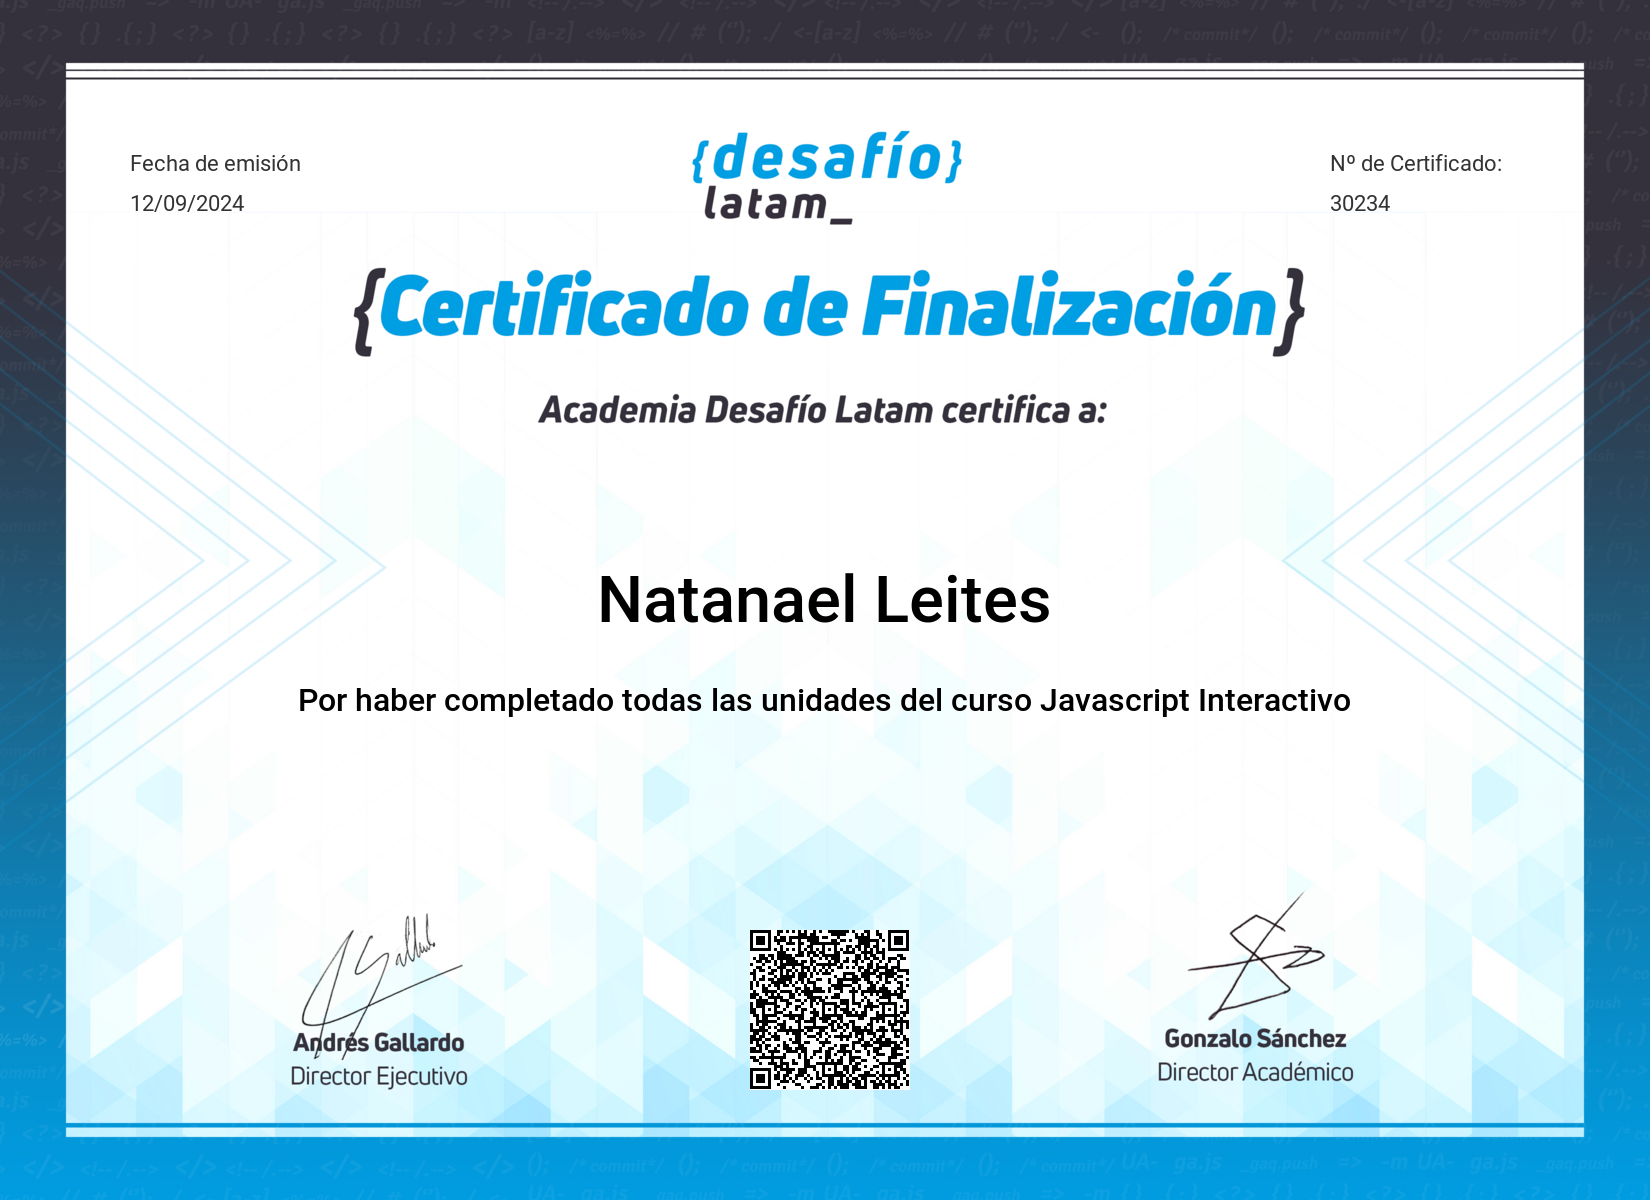 Fecha de emisión
12/09/2024
{desafío}
latam_
Nº de Certificado:
30234
{Certificado de Finalización}
Academia Desafío Latam certifica a:
Natanael Leites
Por haber completado todas las unidades del curso Javascript Interactivo
Andrés Gallardo
Director Ejecutivo
Gonzalo Sánchez
Director Académico